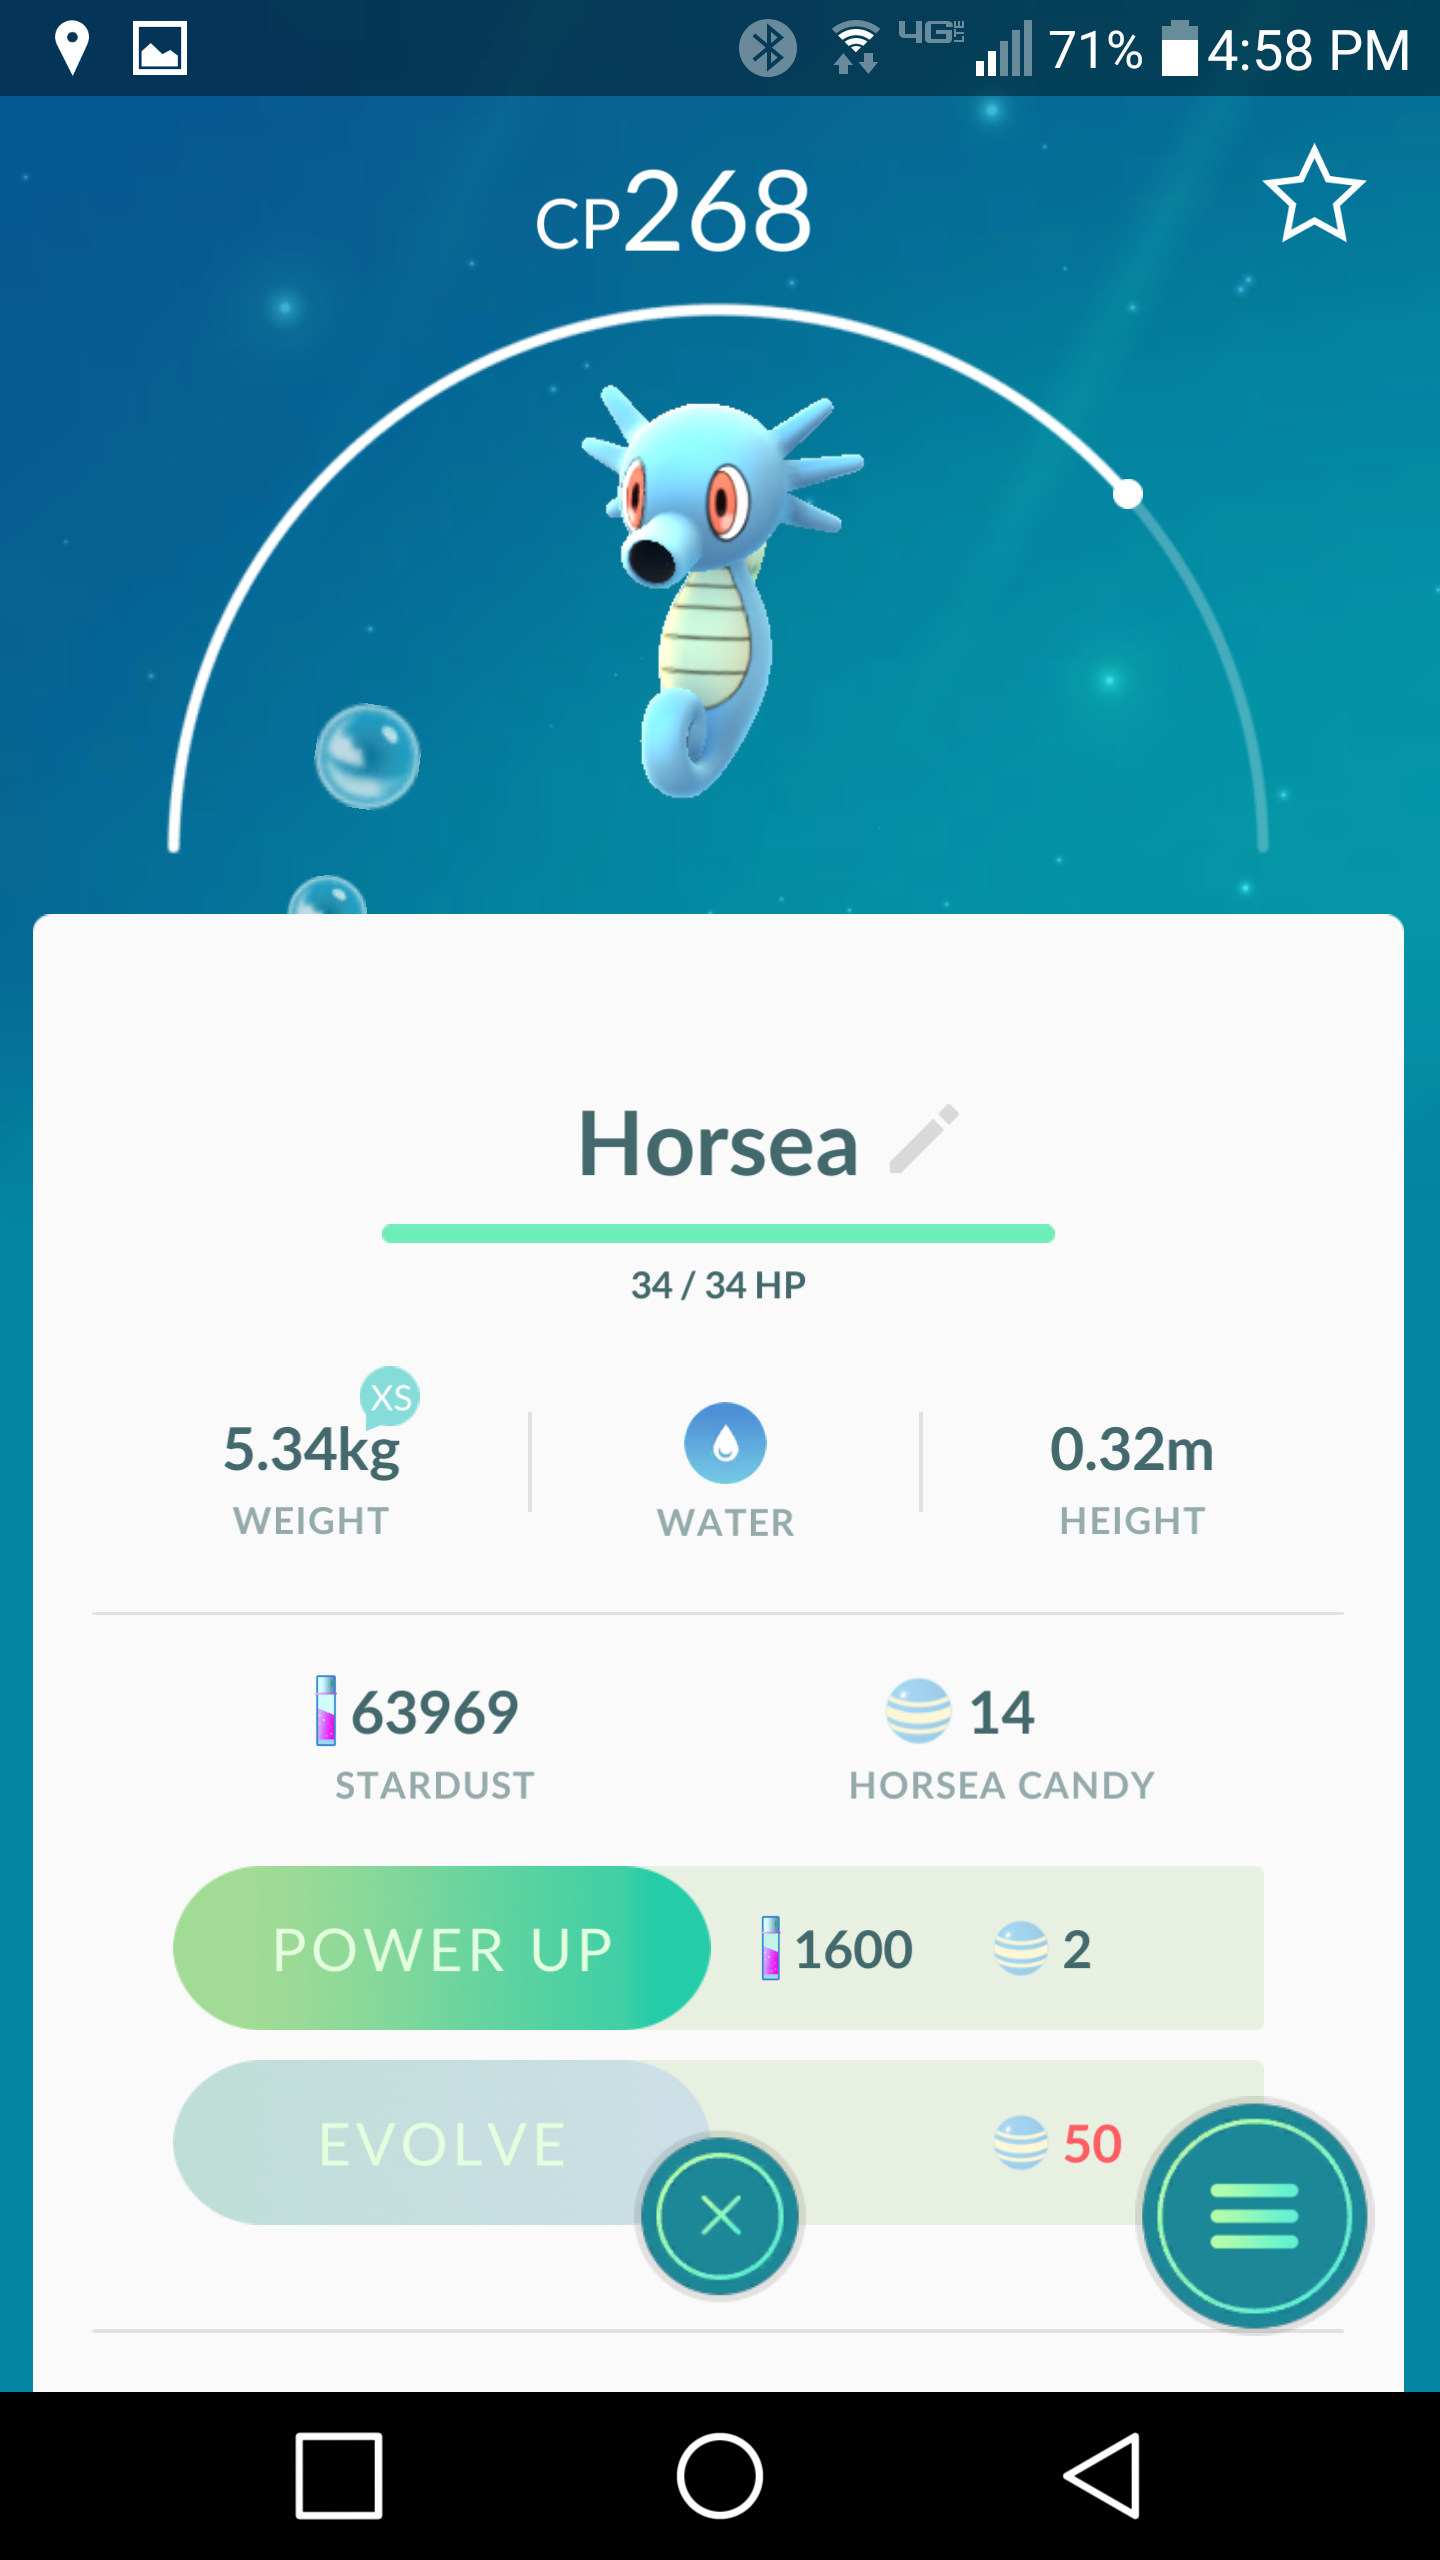 4G LTE 71% 4:58 PM
CP268
Horsea
34 / 34 HP
XS
5.34kg
WEIGHT
WATER
0.32m
HEIGHT
63969
STARDUST
14
HORSEA CANDY
POWER UP 1600 2
EVOLVE 50